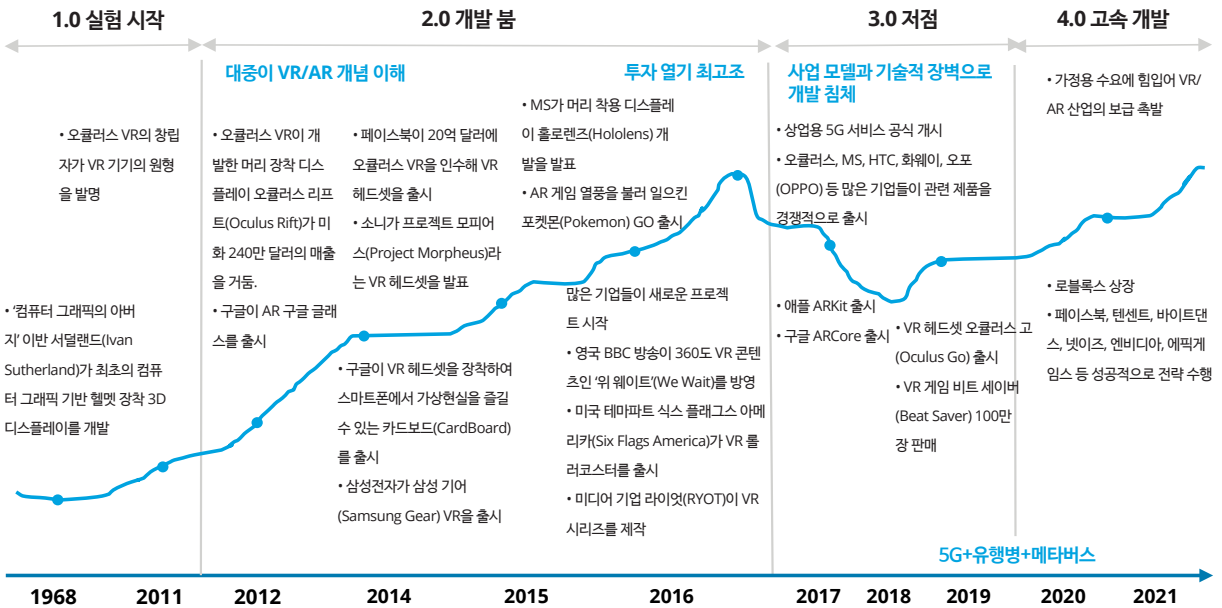 1.0 실험 시작
2.0 개발 붐
3.0 저점
4.0 고속 개발
대중이 VR/AR 개념 이해
투자 열기 최고조
사업 모델과 기술적 장벽으로
개발 침체
• 오큘러스 VR의 창립
자가 VR 기기의 원형
을 발명
• ‘컴퓨터 그래픽의 아버
지’ 이반 서덜랜드(Ivan
Sutherland)가 최초의 컴퓨
터 그래픽 기반 헬멧 장착 3D
디스플레이를 개발
• 오큘러스 VR이 개
발한 머리 장착 디스
플레이 오큘러스 리프
트(Oculus Rift)가 미
화 240만 달러의 매출
을 거둠.
• 구글이 AR 구글 글래
스를 출시
• 페이스북이 20억 달러에
오큘러스 VR을 인수해 VR
헤드셋을 출시
• 소니가 프로젝트 모피어
스(Project Morpheus)라
는 VR 헤드셋을 발표
• 구글이 VR 헤드셋을 장착하여
스마트폰에서 가상현실을 즐길
수 있는 카드보드(CardBoard)
를 출시
• 삼성전자가 삼성 기어
(Samsung Gear) VR을 출시
• MS가 머리 착용 디스플레
이 홀로렌즈(Hololens) 개
발을 발표
• AR 게임 열풍을 불러 일으킨
포켓몬(Pokemon) GO 출시
많은 기업들이 새로운 프로젝
트 시작
• 영국 BBC 방송이 360도 VR 콘텐
츠인 ‘위 웨이트’(We Wait)를 방영
• 미국 테마파트 식스 플래그스 아메
리카(Six Flags America)가 VR 롤
러코스터를 출시
• 미디어 기업 라이엇(RYOT)이 VR
시리즈를 제작
• 상업용 5G 서비스 공식 개시
• 오큘러스, MS, HTC, 화웨이, 오포
(OPPO) 등 많은 기업들이 관련 제품을
경쟁적으로 출시
• 애플 ARKit 출시
• 구글 ARCore 출시
• VR 헤드셋 오큘러스 고
(Oculus Go) 출시
• VR 게임 비트 세이버
(Beat Saver) 100만
장 판매
• 가정용 수요에 힘입어 VR/
AR 산업의 보급 촉발
• 로블록스 상장
• 페이스북, 텐센트, 바이트댄
스, 넷이즈, 엔비디아, 에픽게
임스 등 성공적으로 전략 수행
5G+유행병+메타버스
1968
2011
2012
2014
2015
2016
2017
2018
2019
2020
2021